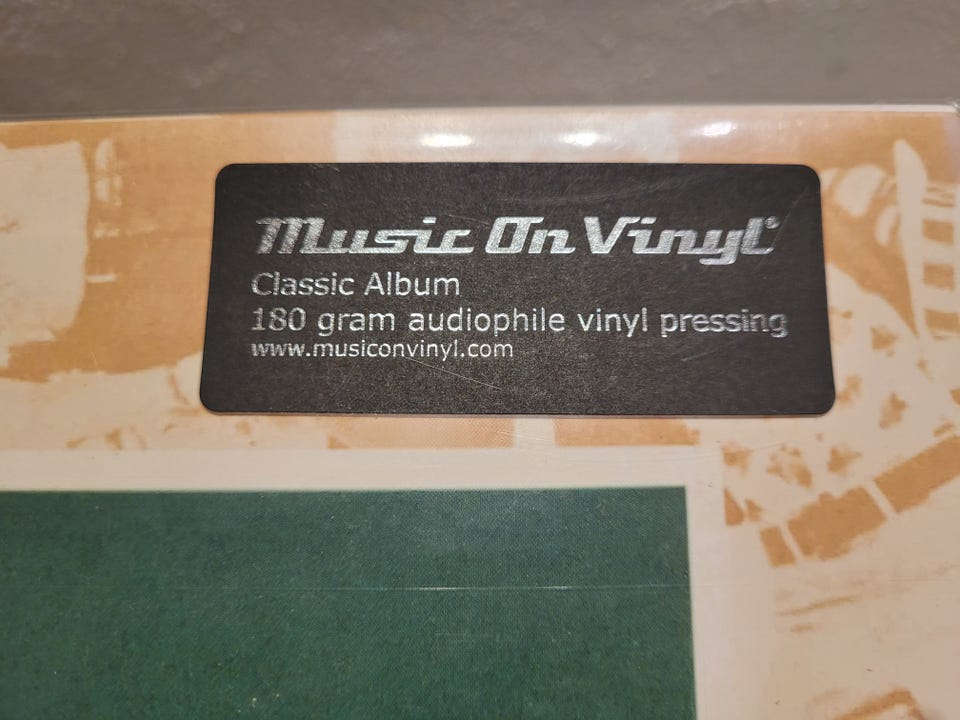 Music On Vinyl®
Classic Album
180 gram audiophile vinyl pressing
www.musiconvinyl.com